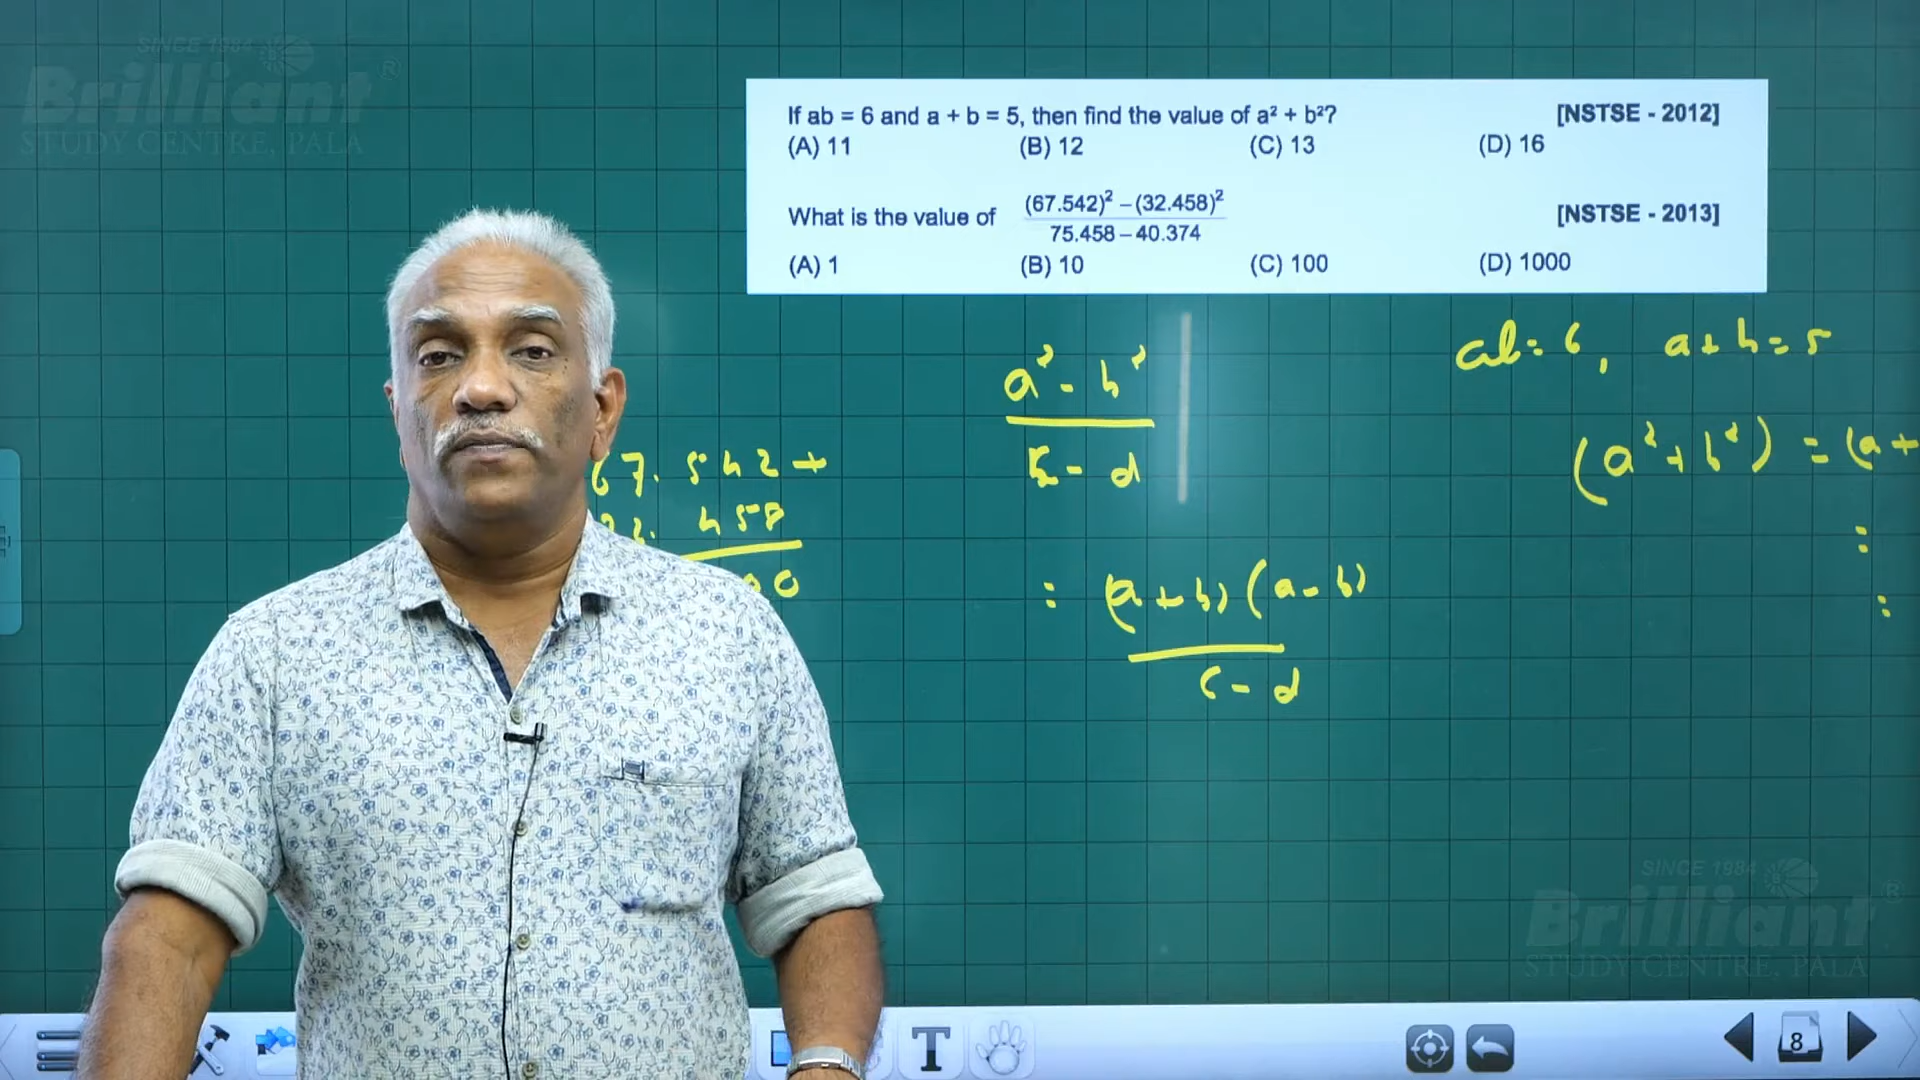 SINCE 1984
Brilliant®
STUDY CENTRE, PALA
If ab = 6 and a + b = 5, then find the value of a² + b²? [NSTSE - 2012]
(A) 11 (B) 12 (C) 13 (D) 16
What is the value of (67.542)² – (32.458)² [NSTSE - 2013]
75.458 – 40.374
(A) 1 (B) 10 (C) 100 (D) 1000
ab = 6, a + b = 5
a² - b²
c - d
(a² + b²) = (a +
67. 542 +
458
:
= (a + b) (a - b)
c - d
:
SINCE 1984
Brilliant®
STUDY CENTRE, PALA
T
8